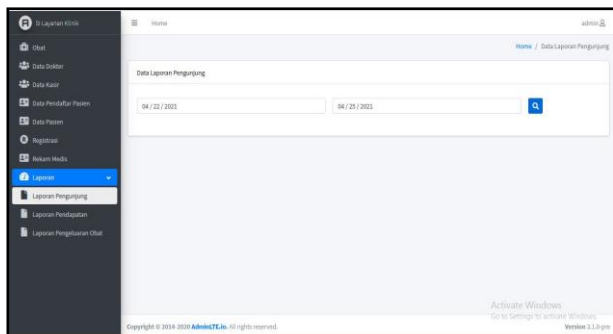 SI Layanan Klinik
Home
admin
Obat
Data Dokter
Data Kasir
Data Pendaftar Pasien
Data Pasien
Registrasi
Rekam Medis
Laporan
Laporan Pengunjung
Laporan Pendapatan
Laporan Pengeluaran Obat
Home / Data Laporan Pengunjung
Data Laporan Pengunjung
04 / 22 / 2021
04 / 25 / 2021
Activate Windows
Go to Settings to activate Windows.
Copyright © 2014-2020 AdminLTE.io. All rights reserved.
Version 3.1.0-pre